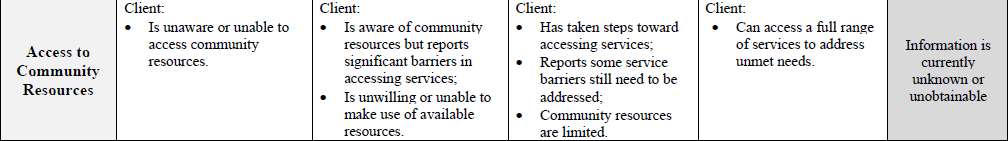 Access to
Community
Resources
Client:
• Is unaware or unable to
access community
resources.
Client:
• Is aware of community
resources but reports
significant barriers in
accessing services;
• Is unwilling or unable to
make use of available
resources.
Client:
• Has taken steps toward
accessing services;
• Reports some service
barriers still need to be
addressed;
• Community resources
are limited.
Client:
• Can access a full range
of services to address
unmet needs.
Information is
currently
unknown or
unobtainable